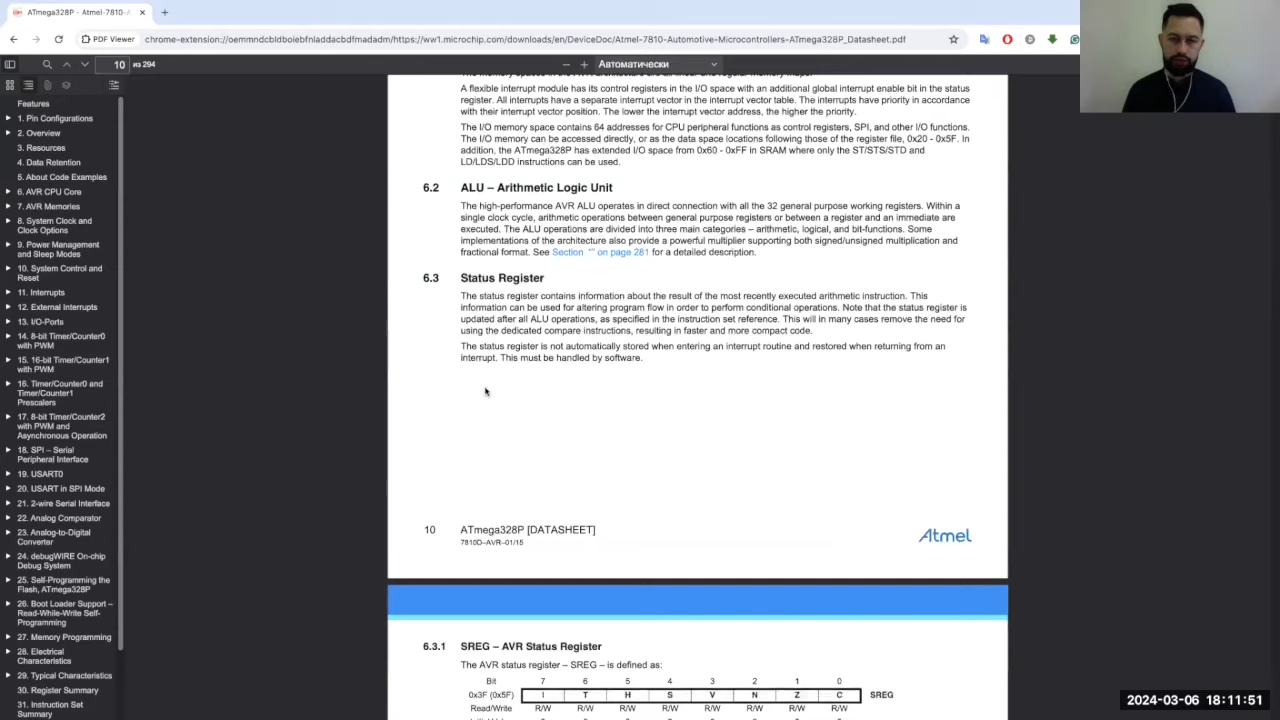 ATmega328P - Atmel-7810-A
PDF Viewer
chrome-extension://oemmndcbldboiebfnladdacbdfmadadm/https://ww1.microchip.com/downloads/en/DeviceDoc/Atmel-7810-Automotive-Microcontrollers-ATmega328P_Datasheet.pdf
10 из 294
Автоматически
Features
1. Pin Configurations
2. Overview
3. Resources
4. Data Retention
5. About Code Examples
6. AVR CPU Core
7. AVR Memories
8. System Clock and
Clock Options
9. Power Management
and Sleep Modes
10. System Control and
Reset
11. Interrupts
12. External Interrupts
13. I/O-Ports
14. 8-bit Timer/Counter0
with PWM
15. 16-bit Timer/Counter1
with PWM
16. Timer/Counter0 and
Timer/Counter1
Prescalers
17. 8-bit Timer/Counter2
with PWM and
Asynchronous Operation
18. SPI – Serial
Peripheral Interface
19. USART0
20. USART in SPI Mode
21. 2-wire Serial Interface
22. Analog Comparator
23. Analog-to-Digital
Converter
24. debugWIRE On-chip
Debug System
25. Self-Programming the
Flash, ATmega328P
26. Boot Loader Support –
Read-While-Write Self-
Programming
27. Memory Programming
28. Electrical
Characteristics
29. Typical Characteristics
30. Register Summary
31. Instruction Set
Summary
A flexible interrupt module has its control registers in the I/O space with an additional global interrupt enable bit in the status
register. All interrupts have a separate interrupt vector in the interrupt vector table. The interrupts have priority in accordance
with their interrupt vector position. The lower the interrupt vector address, the higher the priority.
The I/O memory space contains 64 addresses for CPU peripheral functions as control registers, SPI, and other I/O functions.
The I/O memory can be accessed directly, or as the data space locations following those of the register file, 0x20 - 0x5F. In
addition, the ATmega328P has extended I/O space from 0x60 - 0xFF in SRAM where only the ST/STS/STD and
LD/LDS/LDD instructions can be used.
6.2 ALU – Arithmetic Logic Unit
The high-performance AVR ALU operates in direct connection with all the 32 general purpose working registers. Within a
single clock cycle, arithmetic operations between general purpose registers or between a register and an immediate are
executed. The ALU operations are divided into three main categories – arithmetic, logical, and bit-functions. Some
implementations of the architecture also provide a powerful multiplier supporting both signed/unsigned multiplication and
fractional format. See Section “” on page 281 for a detailed description.
6.3 Status Register
The status register contains information about the result of the most recently executed arithmetic instruction. This
information can be used for altering program flow in order to perform conditional operations. Note that the status register is
updated after all ALU operations, as specified in the instruction set reference. This will in many cases remove the need for
using the dedicated compare instructions, resulting in faster and more compact code.
The status register is not automatically stored when entering an interrupt routine and restored when returning from an
interrupt. This must be handled by software.
10 ATmega328P [DATASHEET]
7810D–AVR–01/15
Atmel
6.3.1 SREG – AVR Status Register
The AVR status register – SREG – is defined as:
Bit 7 6 5 4 3 2 1 0
0x3F (0x5F) I T H S V N Z C SREG
Read/Write R/W R/W R/W R/W R/W R/W R/W R/W
2024-03-06 18:11:51